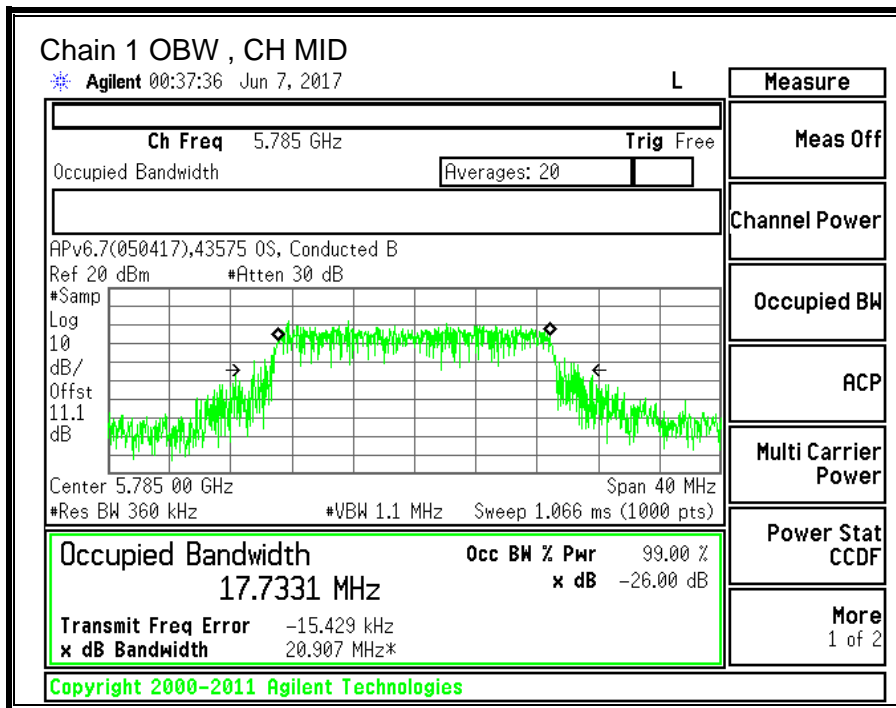 Chain 1 OBW , CH MID
Agilent 00:37:36 Jun 7, 2017 L
Measure
Ch Freq 5.785 GHz Trig Free
Occupied Bandwidth Averages: 20
APv6.7(050417),43575 OS, Conducted B
Ref 20 dBm #Atten 30 dB
#Samp
Log
10
dB/
Offst
11.1
dB
Center 5.785 00 GHz Span 40 MHz
#Res BW 360 kHz #VBW 1.1 MHz Sweep 1.066 ms (1000 pts)
Occupied Bandwidth Occ BW % Pwr 99.00 %
17.7331 MHz x dB -26.00 dB
Transmit Freq Error -15.429 kHz
x dB Bandwidth 20.907 MHz*
Meas Off
Channel Power
Occupied BW
ACP
Multi Carrier
Power
Power Stat
CCDF
More
1 of 2
Copyright 2000-2011 Agilent Technologies